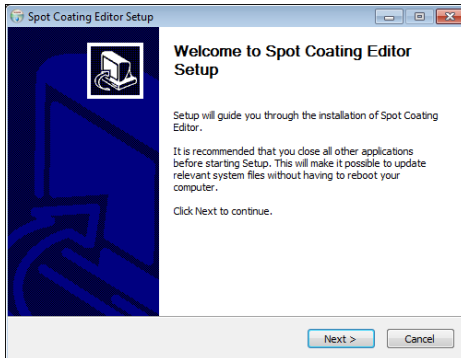 Spot Coating Editor Setup
Welcome to Spot Coating Editor
Setup
Setup will guide you through the installation of Spot Coating
Editor.
It is recommended that you close all other applications
before starting Setup. This will make it possible to update
relevant system files without having to reboot your
computer.
Click Next to continue.
Next >
Cancel